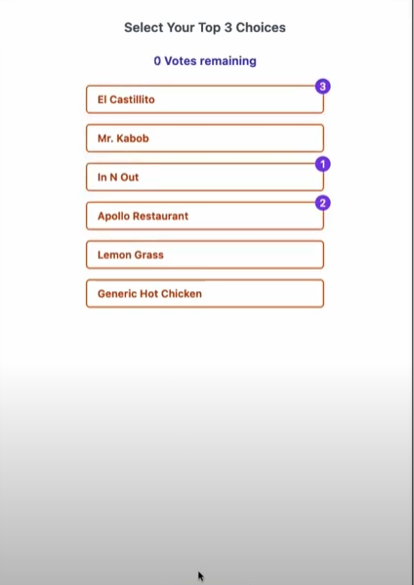 Select Your Top 3 Choices
0 Votes remaining
3
El Castillito
Mr. Kabob
1
In N Out
2
Apollo Restaurant
Lemon Grass
Generic Hot Chicken